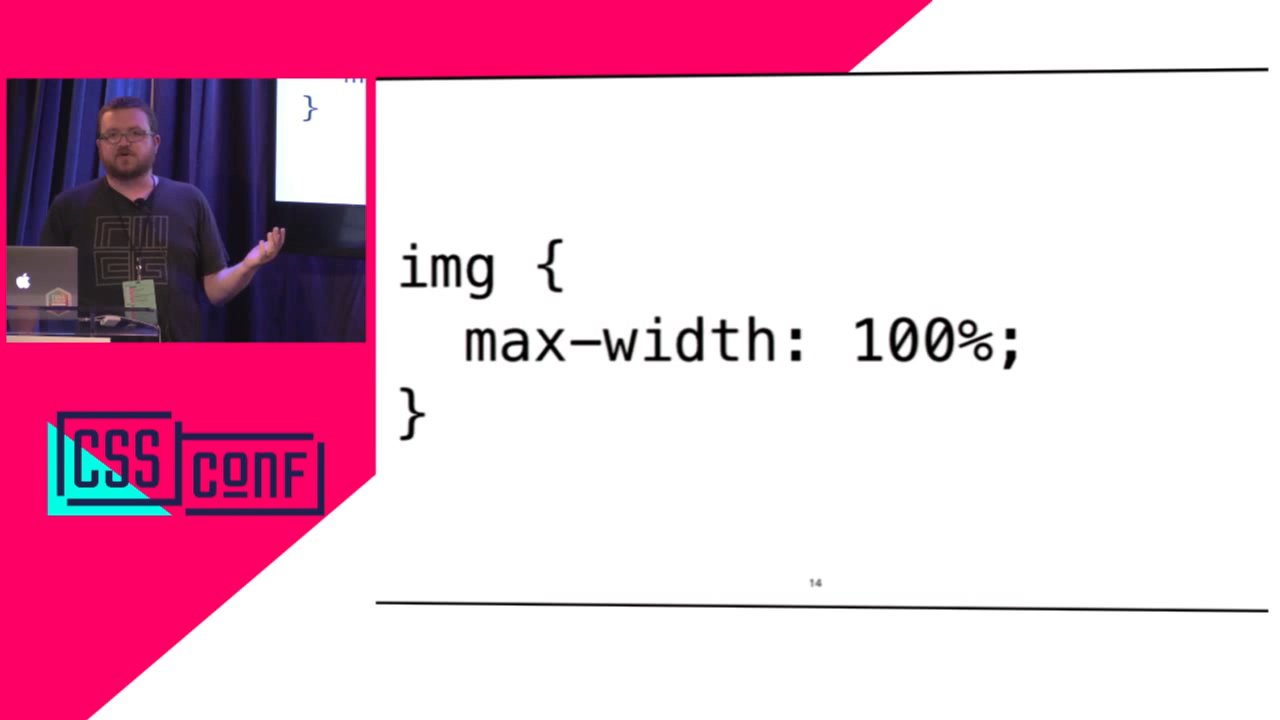 }
img {
max-width: 100%;
}
14
CSS
CONF